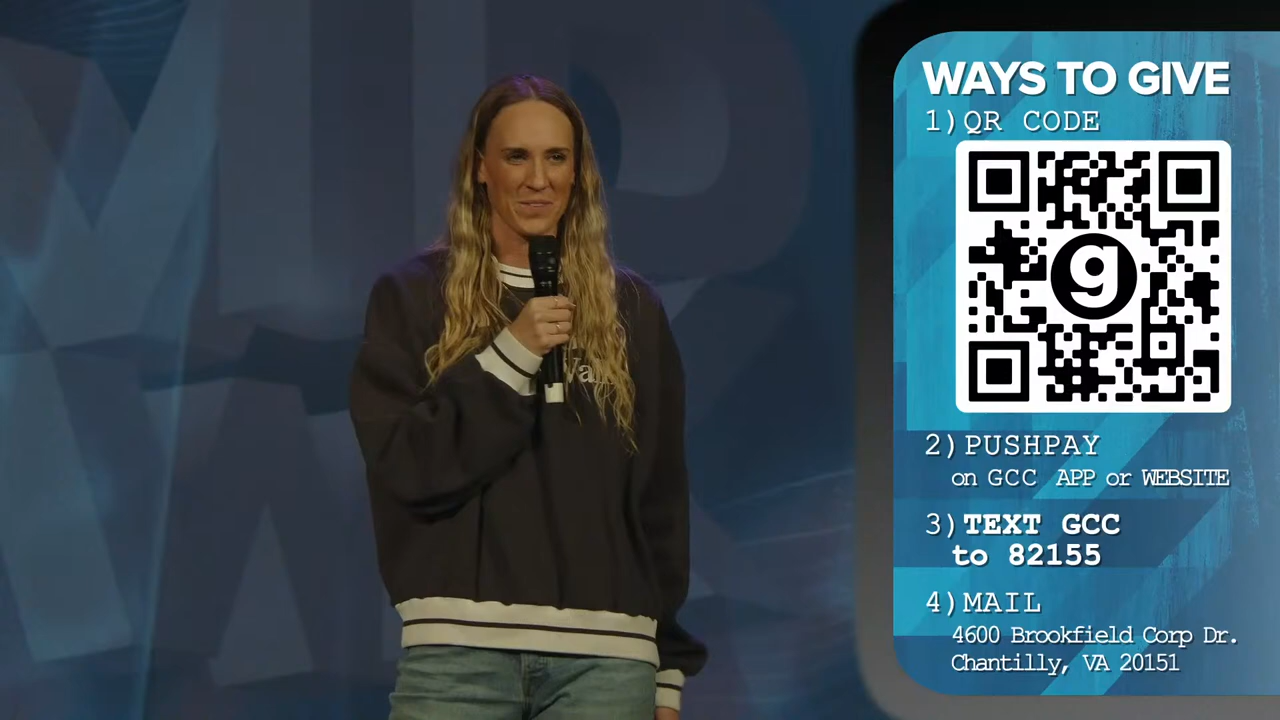 WAYS TO GIVE
1) QR CODE
g
2) PUSHPAY
on GCC APP or WEBSITE
3) TEXT GCC
to 82155
4) MAIL
4600 Brookfield Corp Dr.
Chantilly, VA 20151